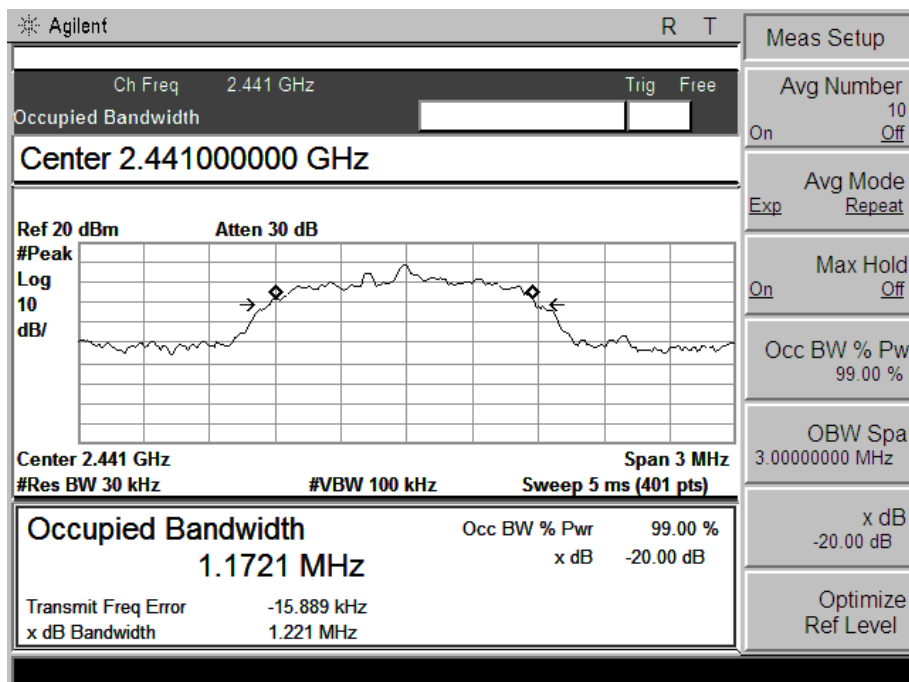 Agilent R T
Ch Freq 2.441 GHz Trig Free
Occupied Bandwidth
Center 2.441000000 GHz
Ref 20 dBm Atten 30 dB
#Peak
Log
10
dB/
Center 2.441 GHz Span 3 MHz
#Res BW 30 kHz #VBW 100 kHz Sweep 5 ms (401 pts)
Occupied Bandwidth Occ BW % Pwr 99.00 %
1.1721 MHz x dB -20.00 dB
Transmit Freq Error -15.889 kHz
x dB Bandwidth 1.221 MHz
Meas Setup
Avg Number
10
On Off
Avg Mode
Exp Repeat
Max Hold
On Off
Occ BW % Pw
99.00 %
OBW Spa
3.00000000 MHz
x dB
-20.00 dB
Optimize
Ref Level